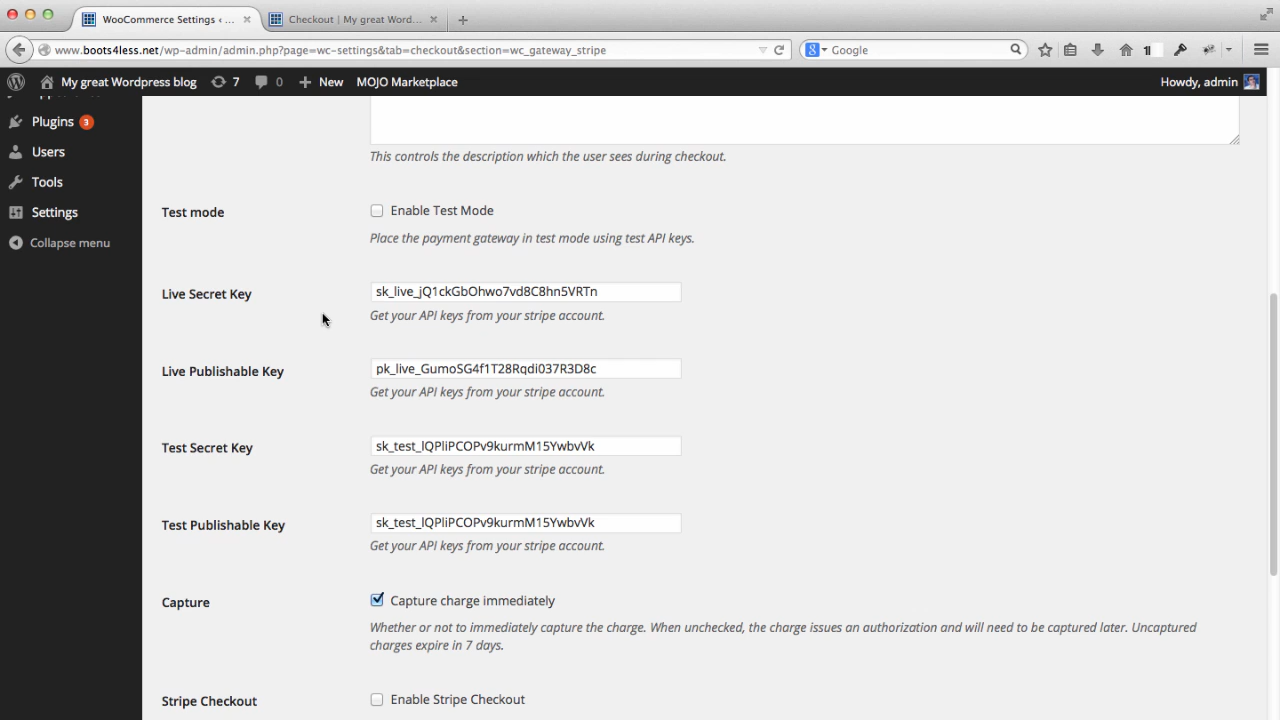 WooCommerce Settings ‹ ...
Checkout | My great Word...
www.boots4less.net/wp-admin/admin.php?page=wc-settings&tab=checkout&section=wc_gateway_stripe
Google
My great Wordpress blog 7 0 New MOJO Marketplace
Howdy, admin
Plugins 3
Users
Tools
Settings
Collapse menu
This controls the description which the user sees during checkout.
Test mode
Enable Test Mode
Place the payment gateway in test mode using test API keys.
Live Secret Key
sk_live_jQ1ckGbOhwo7vd8C8hn5VRTn
Get your API keys from your stripe account.
Live Publishable Key
pk_live_GumoSG4f1T28Rqdi037R3D8c
Get your API keys from your stripe account.
Test Secret Key
sk_test_lQPliPCOPv9kurmM15YwbvVk
Get your API keys from your stripe account.
Test Publishable Key
sk_test_lQPliPCOPv9kurmM15YwbvVk
Get your API keys from your stripe account.
Capture
Capture charge immediately
Whether or not to immediately capture the charge. When unchecked, the charge issues an authorization and will need to be captured later. Uncaptured
charges expire in 7 days.
Stripe Checkout
Enable Stripe Checkout